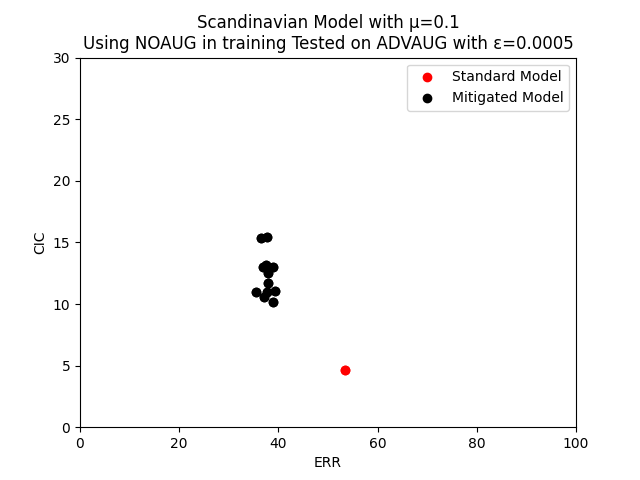 Scandinavian Model with μ=0.1
Using NOAUG in training Tested on ADVAUG with ε=0.0005
Standard Model
Mitigated Model
30
25
20
15
10
5
0
CIC
0 20 40 60 80 100
ERR